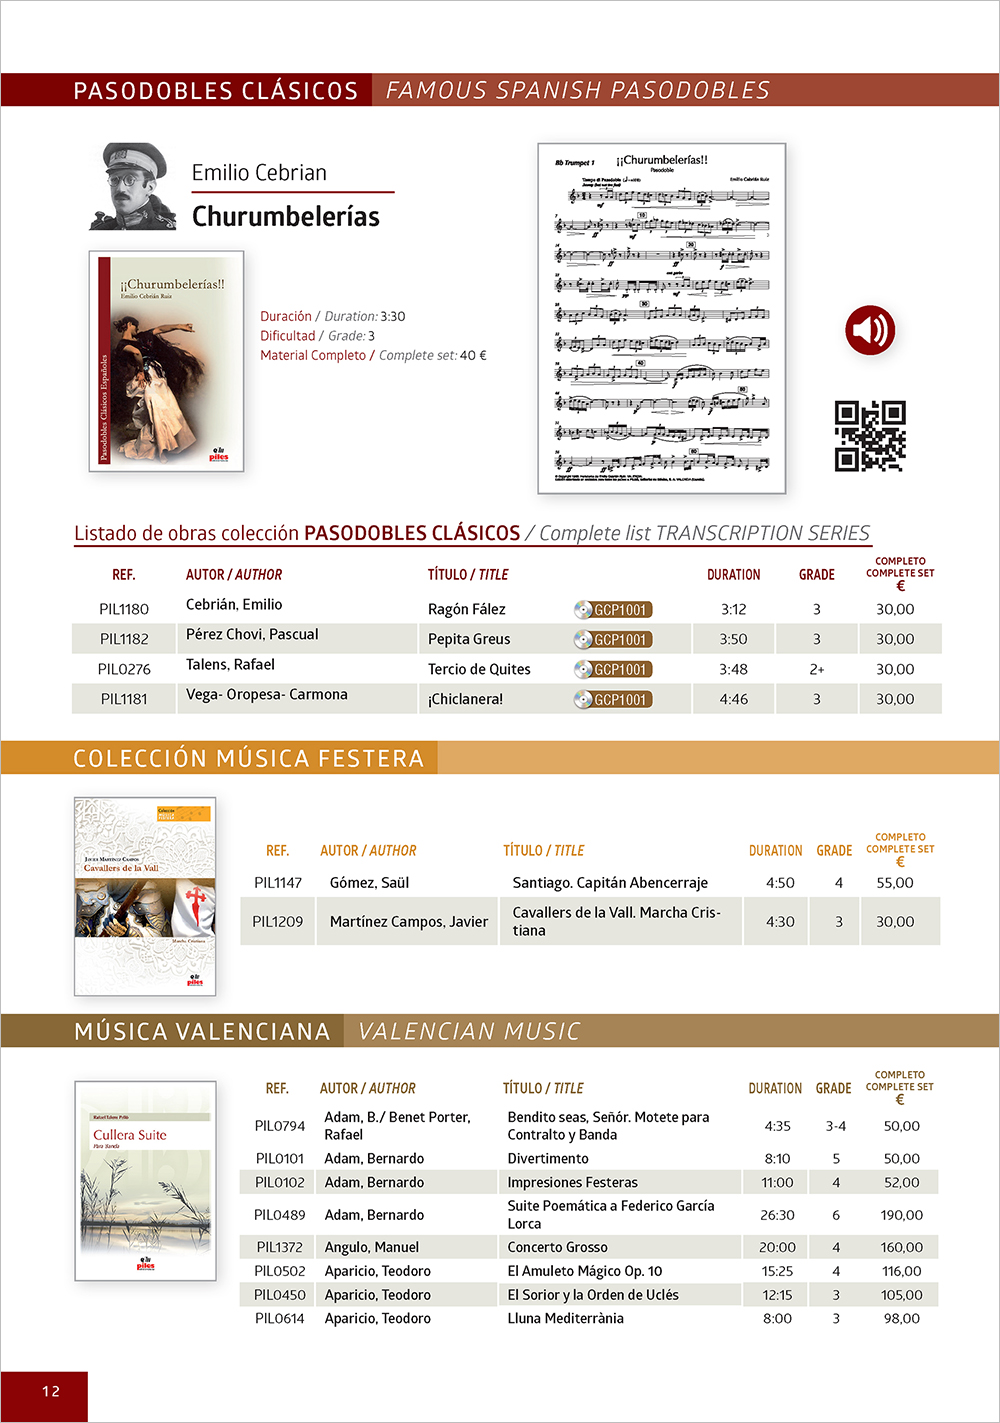 PASODOBLES CLÁSICOS FAMOUS SPANISH PASODOBLES
Emilio Cebrian
Churumbelerías
¡¡Churumbelerías!!
Emilio Cebrián Ruiz
Pasodobles Clásicos Españoles
piles
Duración / Duration: 3:30
Dificultad / Grade: 3
Material Completo / Complete set: 40 €
Bb Trumpet 1
¡¡Churumbelerías!!
Pasodoble
Emilio Cebrián Ruiz
Tempo di Pasodoble
Listado de obras colección PASODOBLES CLÁSICOS / Complete list TRANSCRIPTION SERIES
REF. AUTOR / AUTHOR TÍTULO / TITLE DURATION GRADE COMPLETO COMPLETE SET €
PIL1180 Cebrián, Emilio Ragón Fález GCP1001 3:12 3 30,00
PIL1182 Pérez Chovi, Pascual Pepita Greus GCP1001 3:50 3 30,00
PIL0276 Talens, Rafael Tercio de Quites GCP1001 3:48 2+ 30,00
PIL1181 Vega- Oropesa- Carmona ¡Chiclanera! GCP1001 4:46 3 30,00
COLECCIÓN MÚSICA FESTERA
Colección
MÚSICA
FESTERA
Javier Martínez Campos
Cavallers de la Vall
Marcha Cristiana
piles
REF. AUTOR / AUTHOR TÍTULO / TITLE DURATION GRADE COMPLETO COMPLETE SET €
PIL1147 Gómez, Saül Santiago. Capitán Abencerraje 4:50 4 55,00
PIL1209 Martínez Campos, Javier Cavallers de la Vall. Marcha Cris-
tiana 4:30 3 30,00
MÚSICA VALENCIANA VALENCIAN MUSIC
Cullera Suite
Para Banda
piles
REF. AUTOR / AUTHOR TÍTULO / TITLE DURATION GRADE COMPLETO COMPLETE SET €
PIL0794 Adam, B./ Benet Porter, Bendito seas, Señór. Motete para 4:35 3-4 50,00
Rafael Contralto y Banda
PIL0101 Adam, Bernardo Divertimento 8:10 5 50,00
PIL0102 Adam, Bernardo Impresiones Festeras 11:00 4 52,00
PIL0489 Adam, Bernardo Suite Poemática a Federico García 26:30 6 190,00
Lorca
PIL1372 Angulo, Manuel Concerto Grosso 20:00 4 160,00
PIL0502 Aparicio, Teodoro El Amuleto Mágico Op. 10 15:25 4 116,00
PIL0450 Aparicio, Teodoro El Sorior y la Orden de Uclés 12:15 3 105,00
PIL0614 Aparicio, Teodoro Lluna Mediterrània 8:00 3 98,00
12